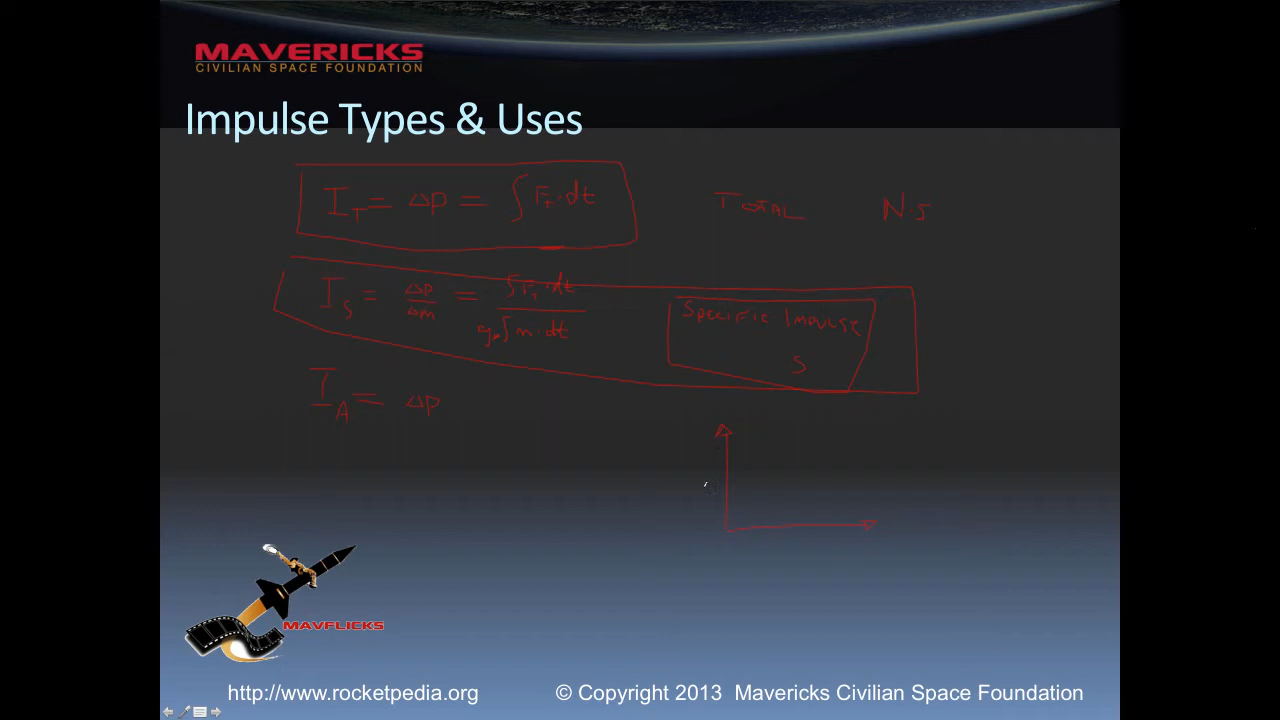 MAVERICKS
CIVILIAN SPACE FOUNDATION
Impulse Types & Uses
I_T = Δp = ∫ F_T · dt TOTAL NS
I_S = Δp/Δm = ∫ F_T · dt / g₀ ∫ ṁ · dt SPECIFIC IMPULSE
S
I_A = Δp
MAVFLICKS
http://www.rocketpedia.org © Copyright 2013 Mavericks Civilian Space Foundation